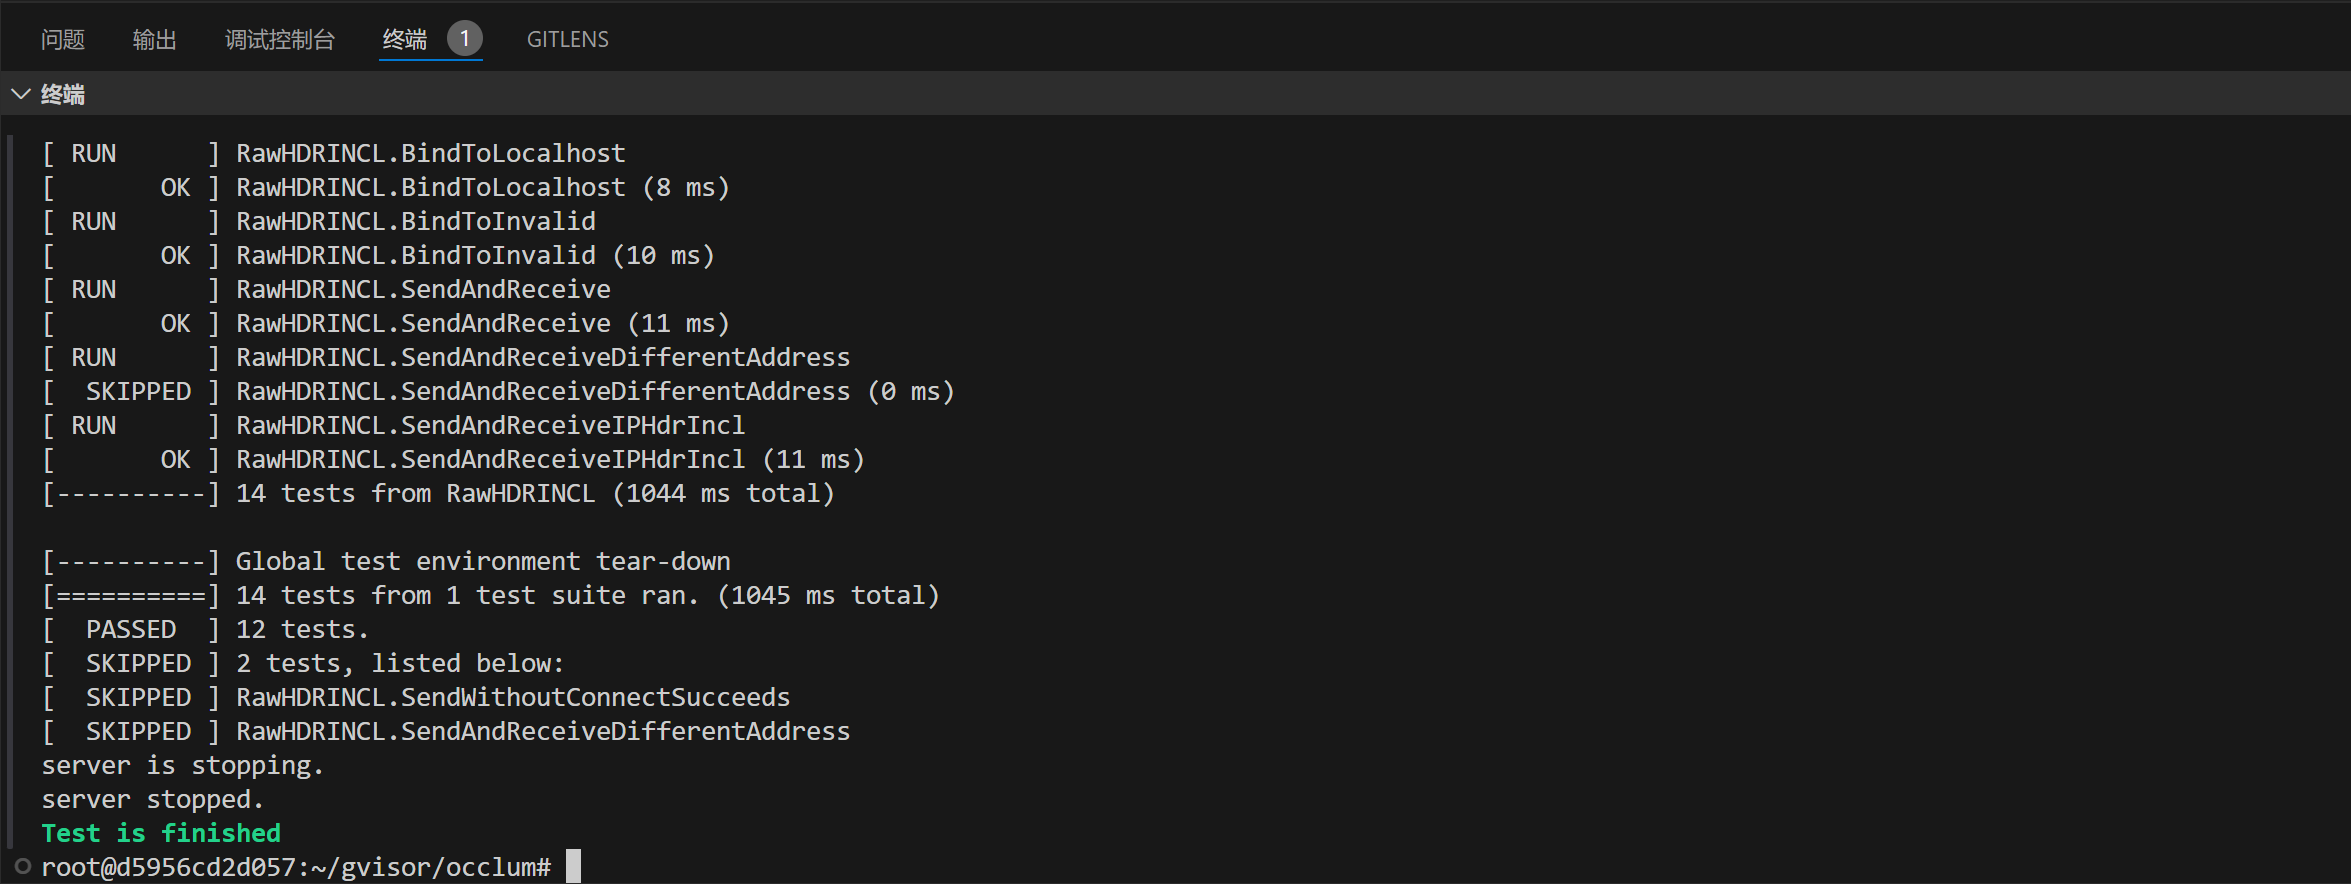 问题 输出 调试控制台 终端 1 GITLENS
终端
[ RUN      ] RawHDRINCL.BindToLocalhost
[       OK ] RawHDRINCL.BindToLocalhost (8 ms)
[ RUN      ] RawHDRINCL.BindToInvalid
[       OK ] RawHDRINCL.BindToInvalid (10 ms)
[ RUN      ] RawHDRINCL.SendAndReceive
[       OK ] RawHDRINCL.SendAndReceive (11 ms)
[ RUN      ] RawHDRINCL.SendAndReceiveDifferentAddress
[  SKIPPED ] RawHDRINCL.SendAndReceiveDifferentAddress (0 ms)
[ RUN      ] RawHDRINCL.SendAndReceiveIPHdrIncl
[       OK ] RawHDRINCL.SendAndReceiveIPHdrIncl (11 ms)
[----------] 14 tests from RawHDRINCL (1044 ms total)
[----------] Global test environment tear-down
[==========] 14 tests from 1 test suite ran. (1045 ms total)
[  PASSED  ] 12 tests.
[  SKIPPED ] 2 tests, listed below:
[  SKIPPED ] RawHDRINCL.SendWithoutConnectSucceeds
[  SKIPPED ] RawHDRINCL.SendAndReceiveDifferentAddress
server is stopping.
server stopped.
Test is finished
root@d5956cd2d057:~/gvisor/occlum#